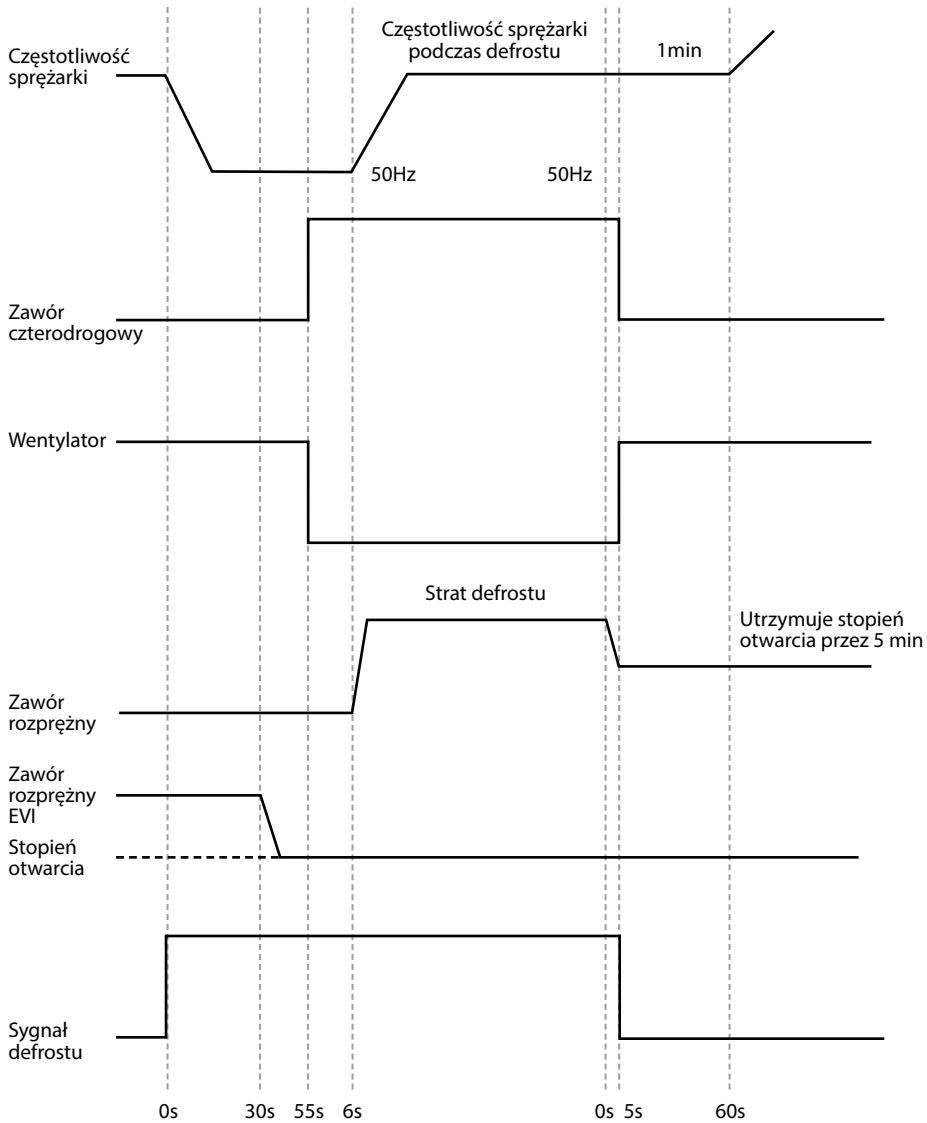 Częstotliwość sprężarki
podczas defrostu
1min
Częstotliwość
sprężarki
50Hz
50Hz
Zawór
czterodrogowy
Wentylator
Strat defrostu
Utrzymuje stopień
otwarcia przez 5 min
Zawór
rozprężny
Zawór
rozprężny
EVI
Stopień
otwarcia
Sygnał
defrostu
0s 30s 55s 6s 0s 5s 60s